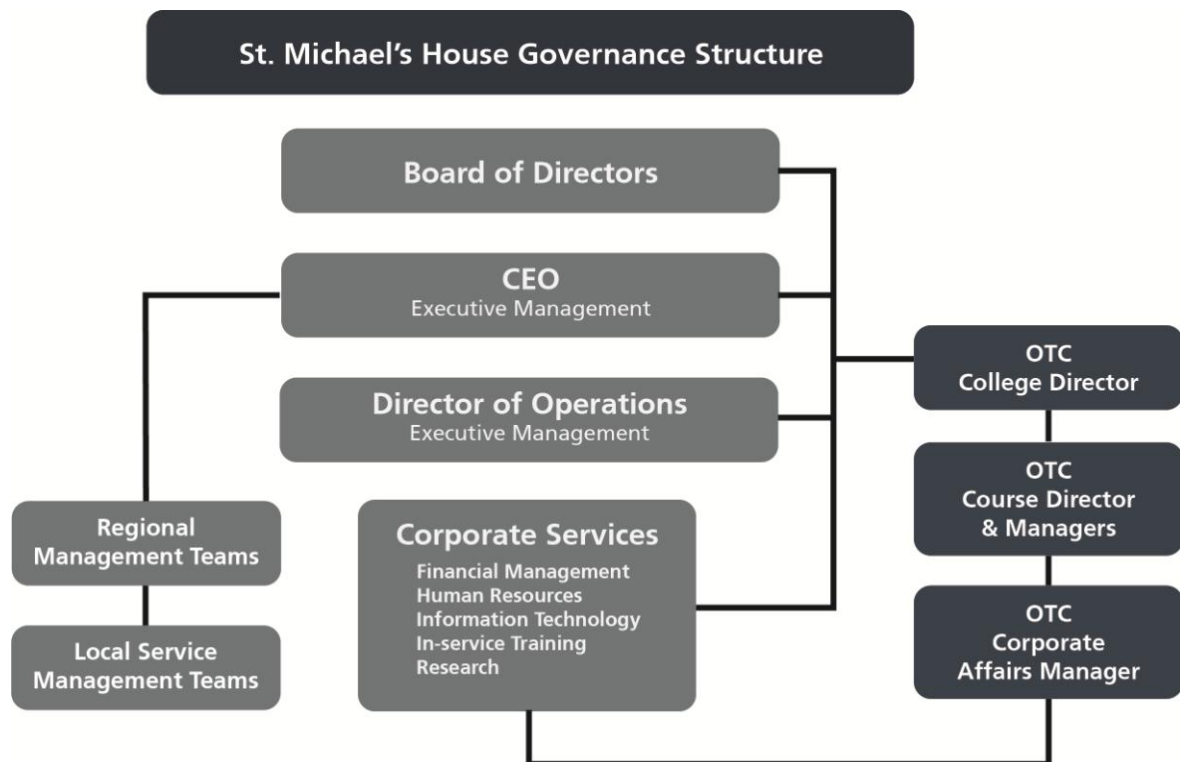 St. Michael’s House Governance Structure
Board of Directors
CEO
Executive Management
Director of Operations
Executive Management
Regional
Management Teams
Local Service
Management Teams
Corporate Services
Financial Management
Human Resources
Information Technology
In-service Training
Research
OTC
College Director
OTC
Course Director
& Managers
OTC
Corporate
Affairs Manager